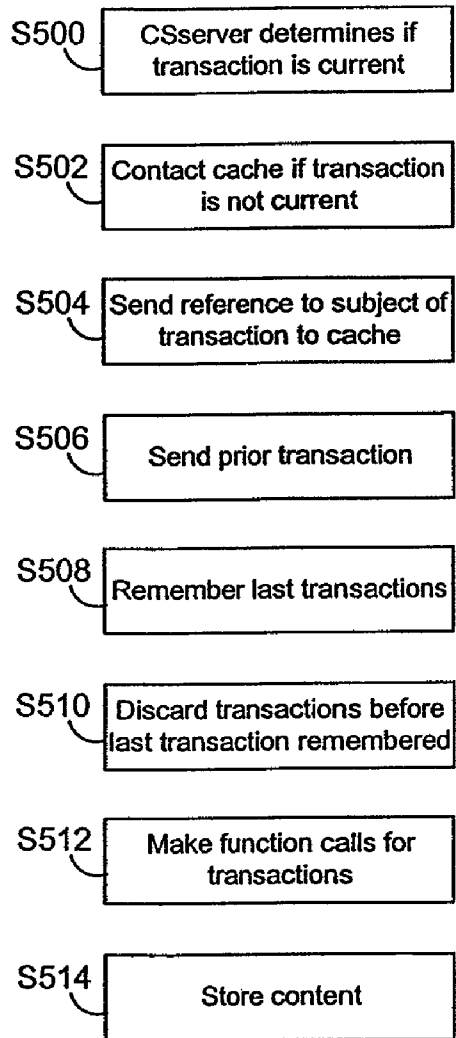 S500
CSserver determines if
transaction is current
S502
Contact cache if transaction
is not current
S504
Send reference to subject of
transaction to cache
S506
Send prior transaction
S508
Remember last transactions
S510
Discard transactions before
last transaction remembered
S512
Make function calls for
transactions
S514
Store content